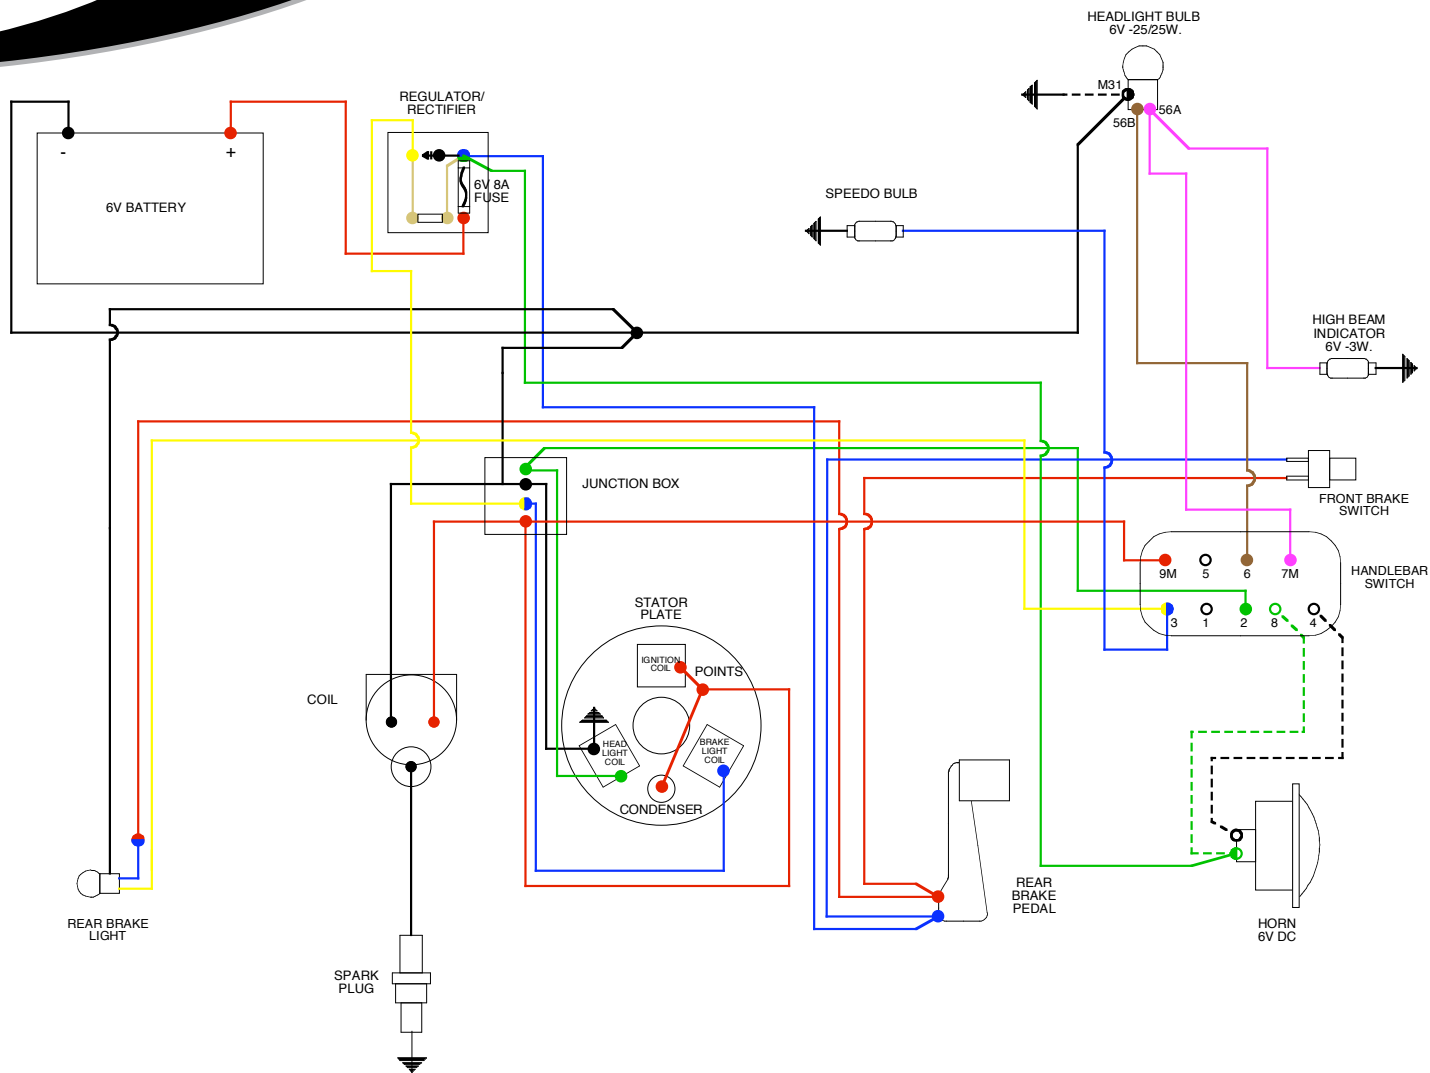 HEADLIGHT BULB
6V -25/25W.
M31
56A
56B
REGULATOR/
RECTIFIER
-
+
6V BATTERY
6V 8A
FUSE
SPEEDO BULB
HIGH BEAM
INDICATOR
6V -3W.
JUNCTION BOX
FRONT BRAKE
SWITCH
9M
5
6
7M
HANDLEBAR
SWITCH
3
1
2
8
4
STATOR
PLATE
IGNITION
COIL
POINTS
COIL
HEAD
LIGHT
COIL
BRAKE
LIGHT
COIL
CONDENSER
REAR
BRAKE
PEDAL
REAR BRAKE
LIGHT
HORN
6V DC
SPARK
PLUG